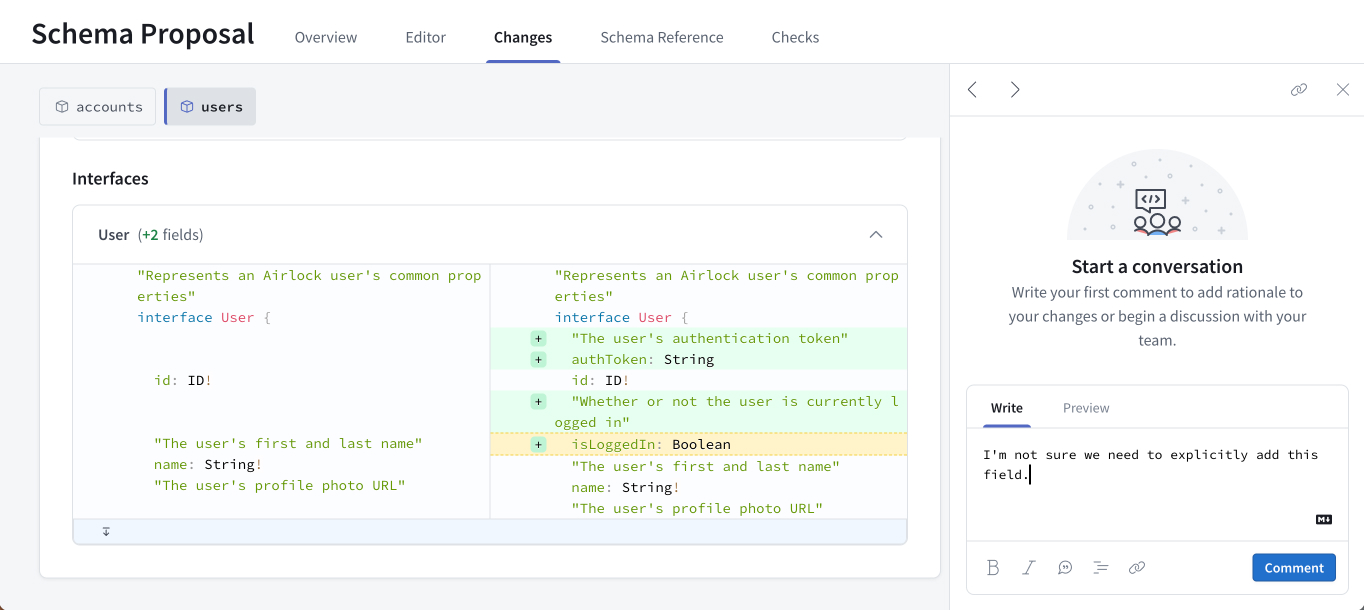 Schema Proposal
Overview
Editor
Changes
Schema Reference
Checks
accounts
users
Interfaces
User (+2 fields)
"Represents an Airlock user's common prop
erties"
interface User {
id: ID!
"The user's first and last name"
name: String!
"The user's profile photo URL"
"Represents an Airlock user's common prop
erties"
interface User {
+ "The user's authentication token"
+ authToken: String
id: ID!
+ "Whether or not the user is currently l
ogged in"
+ isLoggedIn: Boolean
"The user's first and last name"
name: String!
"The user's profile photo URL"
</>
Start a conversation
Write your first comment to add rationale to
your changes or begin a discussion with your
team.
Write
Preview
I'm not sure we need to explicitly add this
field.
M↓
B I
Comment